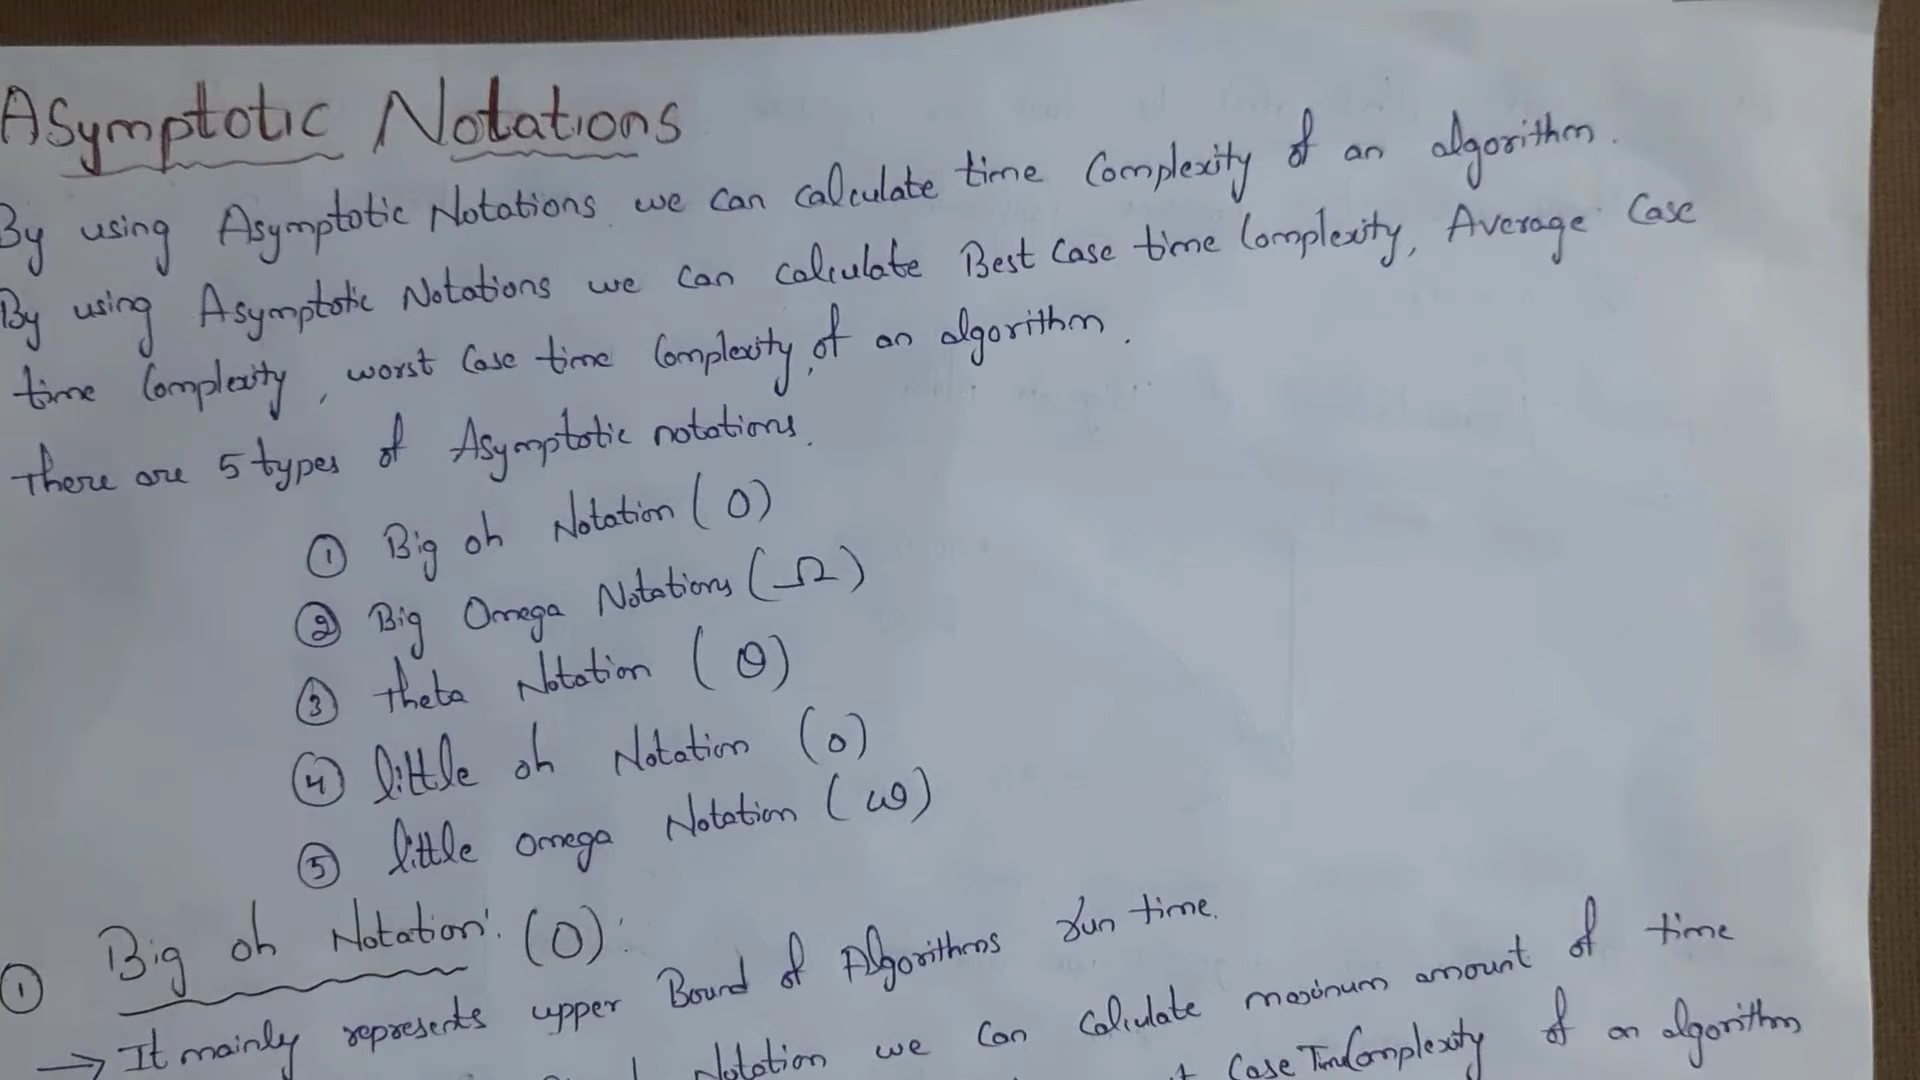 Asymptotic Notations
By using Asymptotic Notations we can calculate time Complexity of an algorithm.
By using Asymptotic Notations we can calculate Best Case time Complexity, Average Case
time Complexity, worst Case time Complexity, of an algorithm.
there are 5 types of Asymptotic notations.
① Big oh Notation (O)
② Big Omega Notations (Ω)
③ theta Notation (θ)
④ little oh Notation (o)
⑤ little omega Notation (ω)
① Big oh Notation: (O):
→ It mainly represents upper Bound of Algorithms run time.
Notation we can calculate maximum amount of time
Case Time Complexity of an algorithm